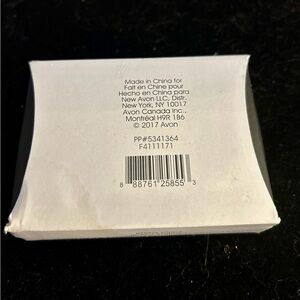 Made in China for
Fait en Chine pour
Hecho en China para
New Avon LLC, Distr.
New York, NY 10017
Avon Canada Inc.,
Montréal H9R 1B6
© 2017 Avon
PP#5341364
F4111171
8 88761 25855 3